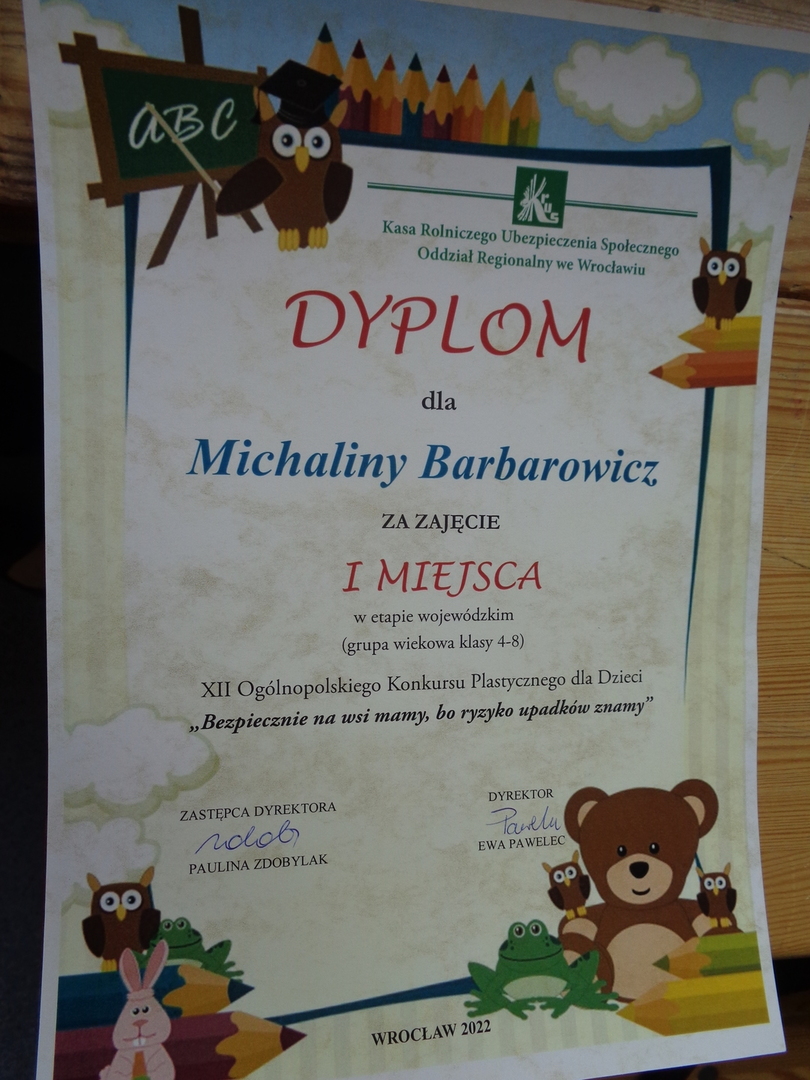 ABC
KRUS
Kasa Rolniczego Ubezpieczenia Społecznego
Oddział Regionalny we Wrocławiu
DYPLOM
dla
Michaliny Barbarowicz
ZA ZAJĘCIE
I MIEJSCA
w etapie wojewódzkim
(grupa wiekowa klasy 4-8)
XII Ogólnopolskiego Konkursu Plastycznego dla Dzieci
„Bezpiecznie na wsi mamy, bo ryzyko upadków znamy”
ZASTĘPCA DYREKTORA
PAULINA ZDOBYLAK
DYREKTOR
EWA PAWELEC
WROCŁAW 2022